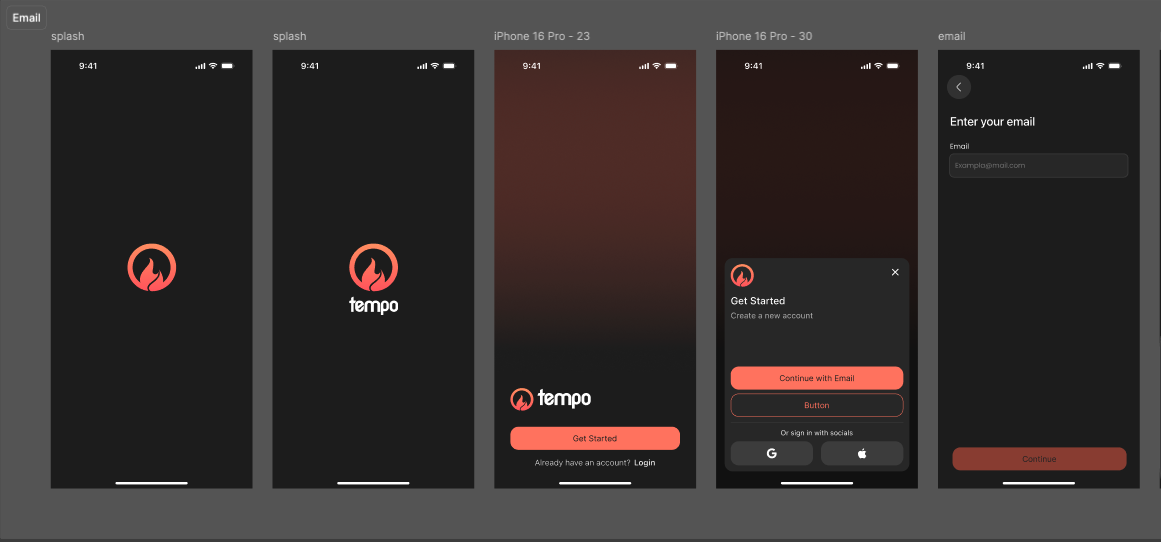 Email
splash
splash
iPhone 16 Pro - 23
iPhone 16 Pro - 30
email
9:41
9:41
tempo
9:41
tempo
Get Started
Already have an account? Login
9:41
Get Started
Create a new account
Continue with Email
Button
Or sign in with socials
G
9:41
Enter your email
Email
Example@mail.com
Continue